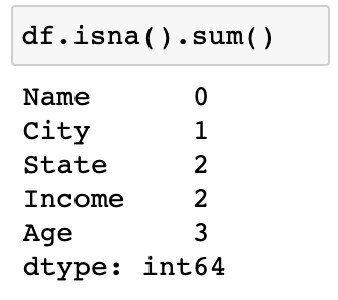 df.isna().sum()
Name 0
City 1
State 2
Income 2
Age 3
dtype: int64